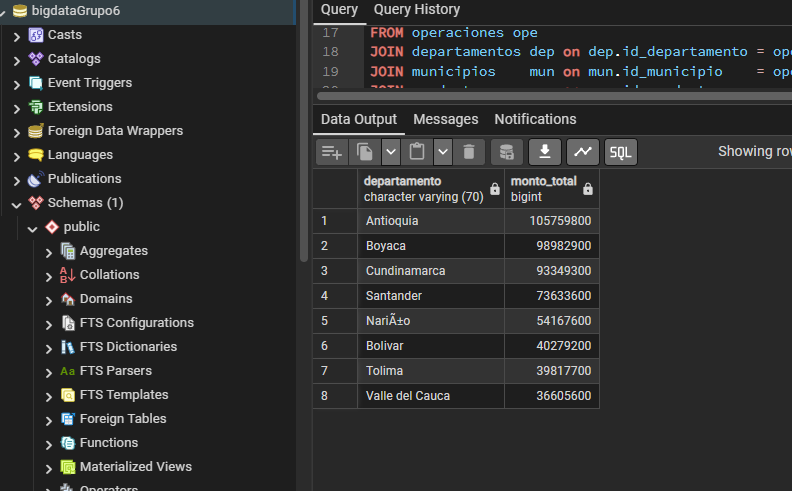 bigdataGrupo6
Casts
Catalogs
Event Triggers
Extensions
Foreign Data Wrappers
Languages
Publications
Schemas (1)
public
Aggregates
Collations
Domains
FTS Configurations
FTS Dictionaries
FTS Parsers
FTS Templates
Foreign Tables
Functions
Materialized Views
Operators
Query Query History
17 FROM operaciones ope
18 JOIN departamentos dep on dep.id_departamento = ope
19 JOIN municipios mun on mun.id_municipio = ope
Data Output Messages Notifications
SQL Showing
departamento monto_total
character varying (70) bigint
1 Antioquia 105759800
2 Boyaca 98982900
3 Cundinamarca 93349300
4 Santander 73633600
5 NariÃ±o 54167600
6 Bolivar 40279200
7 Tolima 39817700
8 Valle del Cauca 36605600